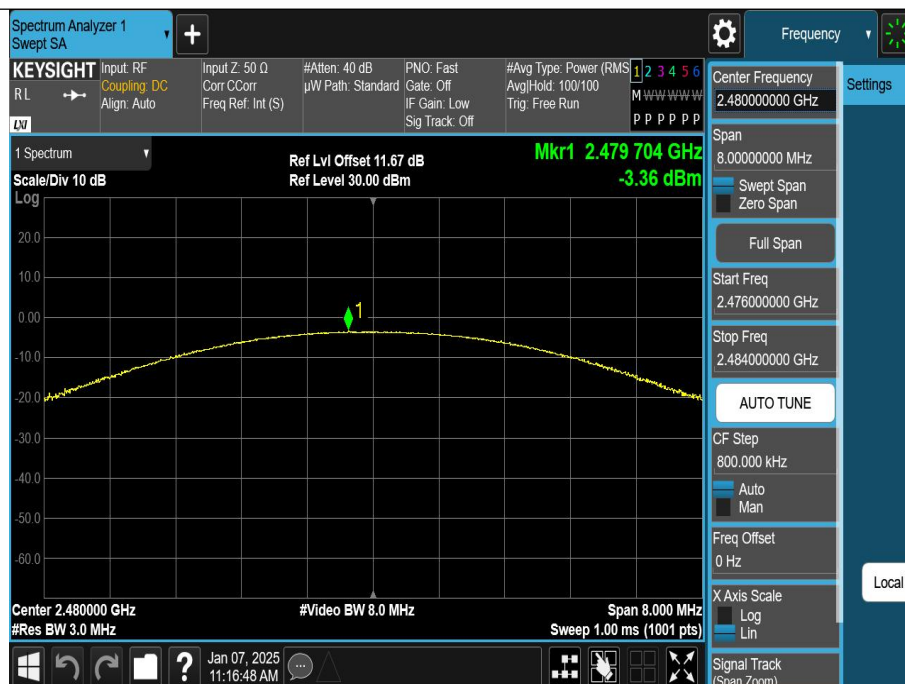 Spectrum Analyzer 1
Swept SA
+
Frequency
KEYSIGHT
RL
LXI
Input: RF
Coupling: DC
Align: Auto
Input Z: 50 Ω
Corr CCorr
Freq Ref: Int (S)
#Atten: 40 dB
µW Path: Standard
PNO: Fast
Gate: Off
IF Gain: Low
Sig Track: Off
#Avg Type: Power (RMS
Avg|Hold: 100/100
Trig: Free Run
1 2 3 4 5 6
M W W W W W
P P P P P P
1 Spectrum
Scale/Div 10 dB
Log
Ref Lvl Offset 11.67 dB
Ref Level 30.00 dBm
Mkr1 2.479 704 GHz
-3.36 dBm
20.0
10.0
0.00
-10.0
-20.0
-30.0
-40.0
-50.0
-60.0
1
Center 2.480000 GHz
#Res BW 3.0 MHz
#Video BW 8.0 MHz
Span 8.000 MHz
Sweep 1.00 ms (1001 pts)
?
Jan 07, 2025
11:16:48 AM
Center Frequency
2.480000000 GHz
Span
8.00000000 MHz
Swept Span
Zero Span
Full Span
Start Freq
2.476000000 GHz
Stop Freq
2.484000000 GHz
AUTO TUNE
CF Step
800.000 kHz
Auto
Man
Freq Offset
0 Hz
X Axis Scale
Log
Lin
Signal Track
(Span Zoom)
Settings
Local